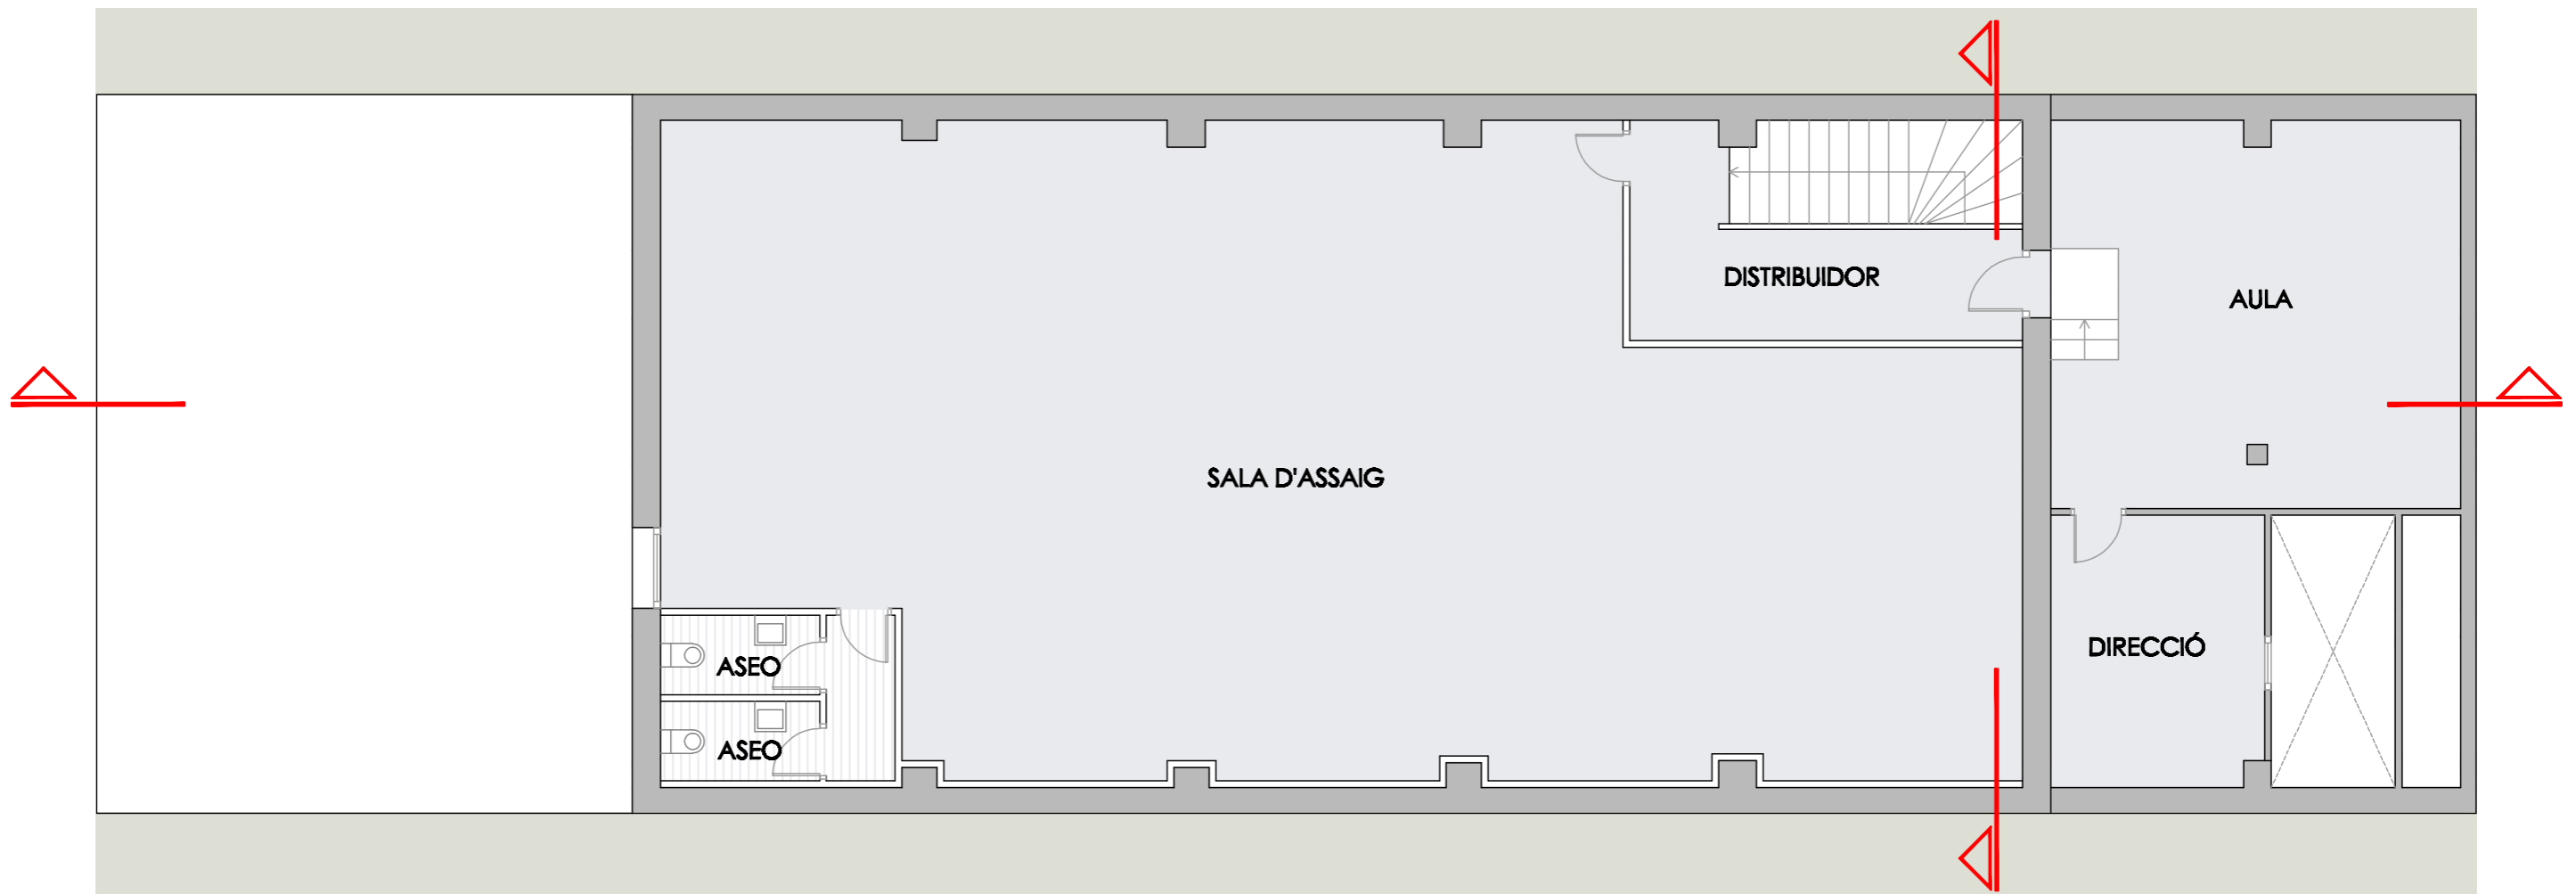 DISTRIBUIDOR
AULA
SALA D'ASSAIG
DIRECCIÓ
ASEO
ASEO